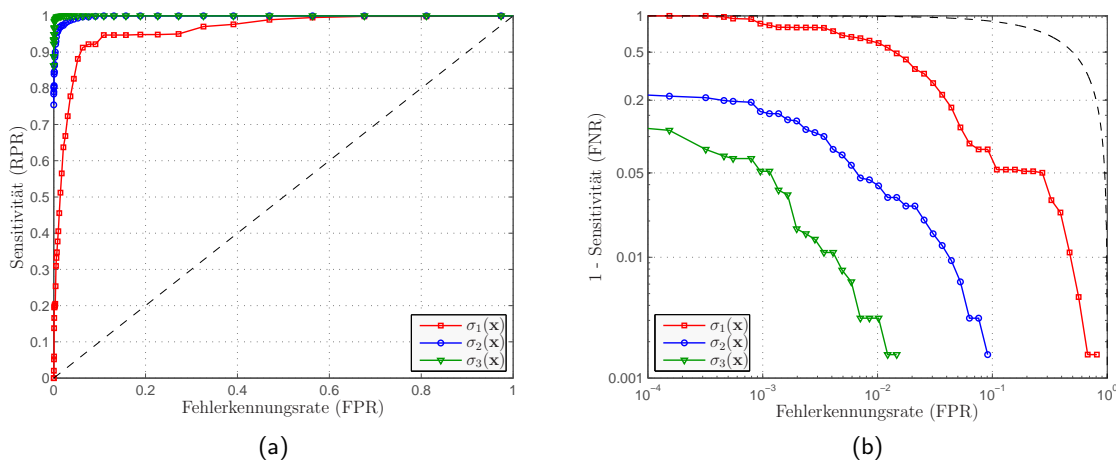 1
0.9
0.8
0.7
0.6
0.5
0.4
0.3
0.2
0.1
0
Sensitivität (RPR)
0 0.2 0.4 0.6 0.8 1
Fehlerkennungsrate (FPR)
σ₁(x)
σ₂(x)
σ₃(x)
(a)
1
0.5
0.2
0.05
0.01
0.001
1 - Sensitivität (FNR)
10⁻⁴ 10⁻³ 10⁻² 10⁻¹ 10⁰
Fehlerkennungsrate (FPR)
σ₁(x)
σ₂(x)
σ₃(x)
(b)